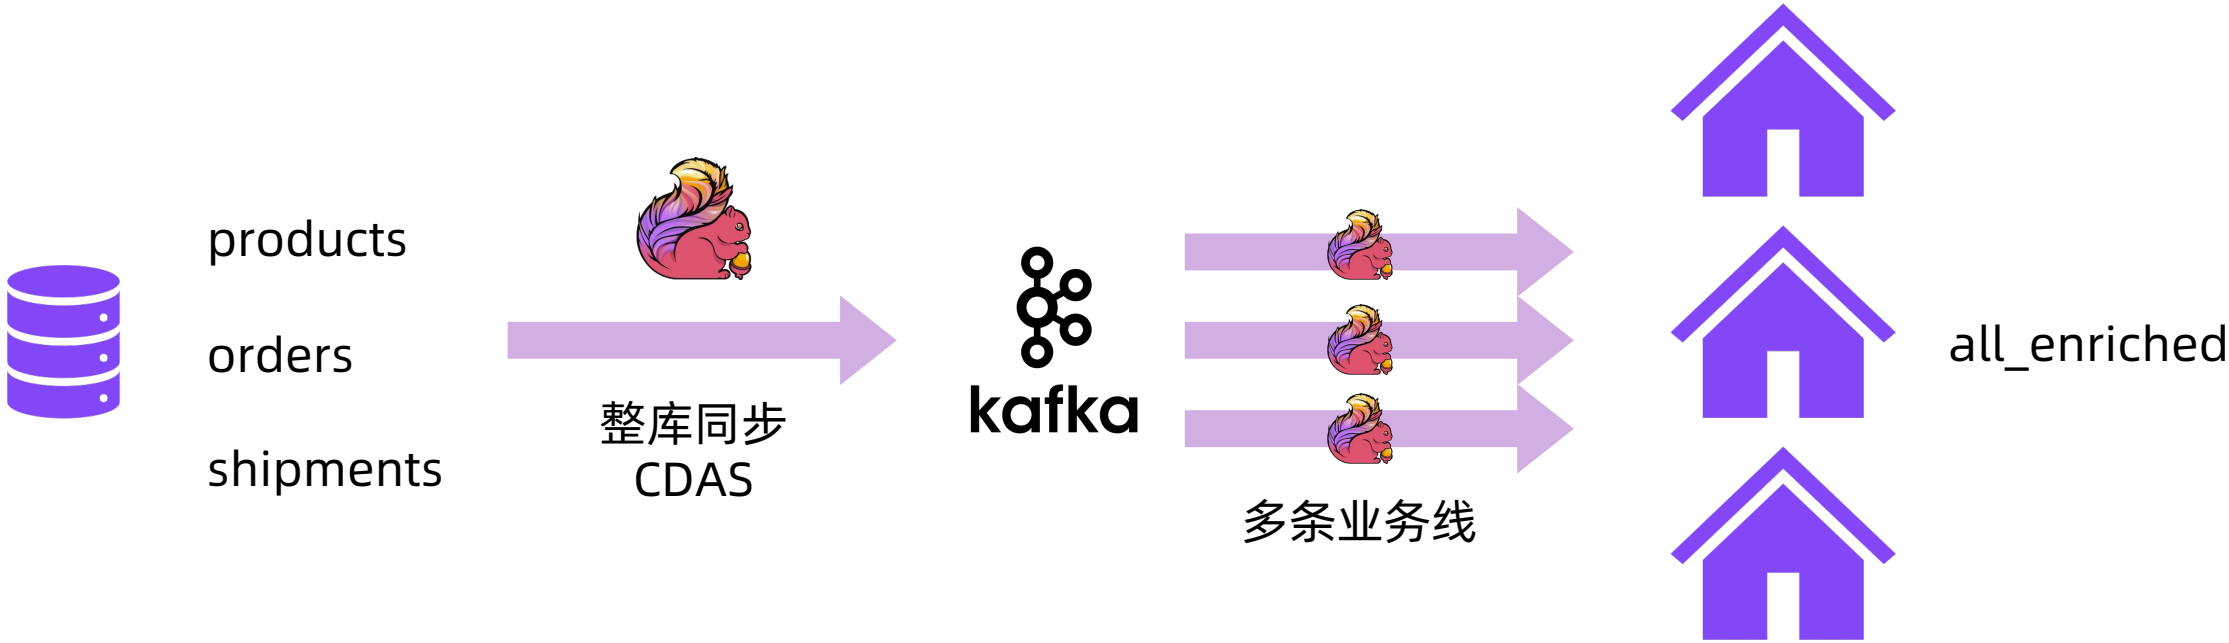 products
orders
shipments
整库同步
CDAS
kafka
多条业务线
all_enriched